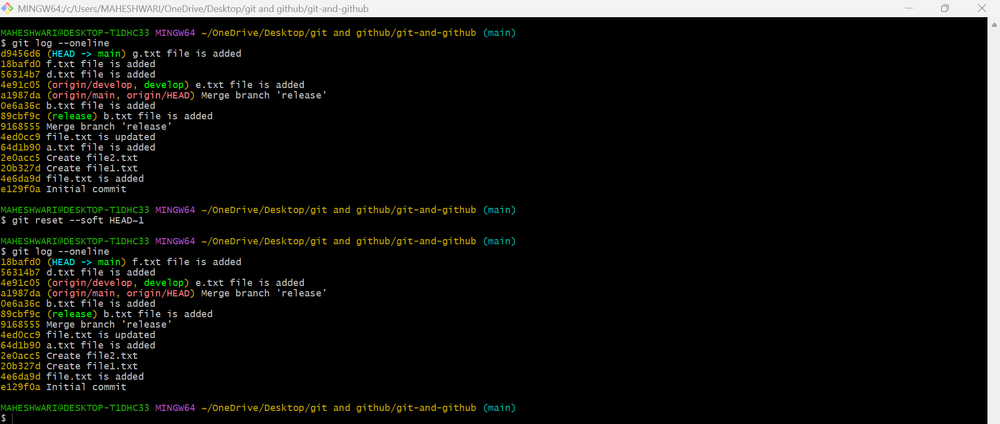 MINGW64:/c/Users/MAHESHWARI/OneDrive/Desktop/git and github/git-and-github
MAHESHWARI@DESKTOP-T1DHC33 MINGW64 ~/OneDrive/Desktop/git and github/git-and-github (main)
$ git log --oneline
d9456d6 (HEAD -> main) g.txt file is added
18bafd0 f.txt file is added
56314b7 d.txt file is added
4e91c05 (origin/develop, develop) e.txt file is added
a1987da (origin/main, origin/HEAD) Merge branch 'release'
0e6a36c b.txt file is added
89cbf9c (release) b.txt file is added
9168555 Merge branch 'release'
4ed0cc9 file.txt is updated
64d1b90 a.txt file is added
2e0acc5 Create file2.txt
20b327d Create file1.txt
4e6da9d file.txt is added
e129f0a Initial commit
MAHESHWARI@DESKTOP-T1DHC33 MINGW64 ~/OneDrive/Desktop/git and github/git-and-github (main)
$ git reset --soft HEAD~1
MAHESHWARI@DESKTOP-T1DHC33 MINGW64 ~/OneDrive/Desktop/git and github/git-and-github (main)
$ git log --oneline
18bafd0 (HEAD -> main) f.txt file is added
56314b7 d.txt file is added
4e91c05 (origin/develop, develop) e.txt file is added
a1987da (origin/main, origin/HEAD) Merge branch 'release'
0e6a36c b.txt file is added
89cbf9c (release) b.txt file is added
9168555 Merge branch 'release'
4ed0cc9 file.txt is updated
64d1b90 a.txt file is added
2e0acc5 Create file2.txt
20b327d Create file1.txt
4e6da9d file.txt is added
e129f0a Initial commit
MAHESHWARI@DESKTOP-T1DHC33 MINGW64 ~/OneDrive/Desktop/git and github/git-and-github (main)
$